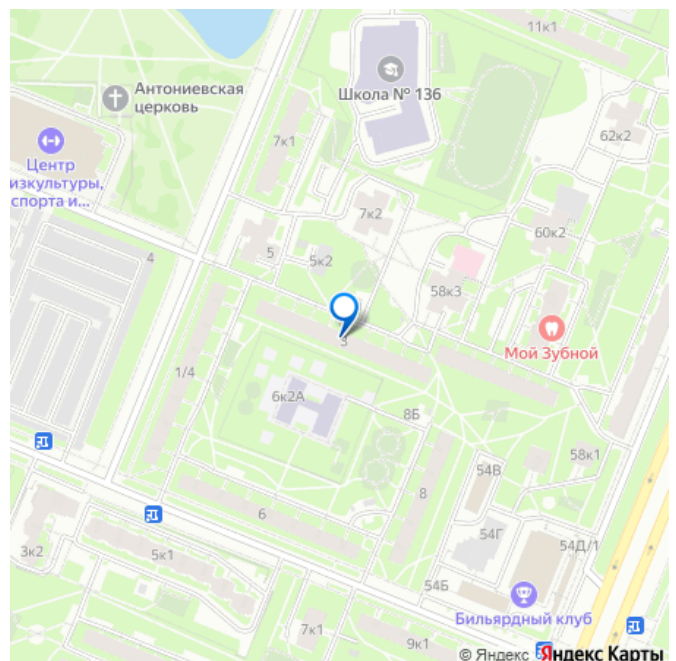 11к1
Антониевская
церковь
Школа № 136
7к1
62к2
Центр
изкультуры,
спорта и...
7к2
60к2
4
5
5к2
58к3
3
Мой Зубной
1/4
6к2А
8Б
58к1
54В
8
6
54Г
54Д/1
3к2
5к1
54Б
Бильярдный клуб
7к1
9к1
© Яндекс Яндекс Карты